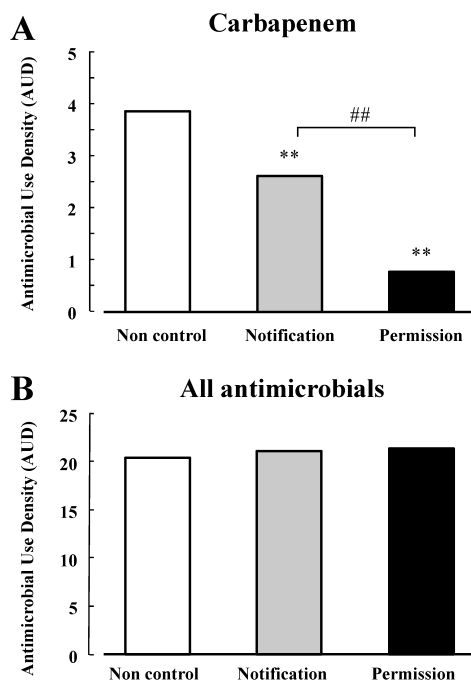 A
Carbapenem
Antimicrobial Use Density (AUD)
5
4
3
2
1
0
**
##
**
Non control Notification Permission
B
All antimicrobials
Antimicrobial Use Density (AUD)
25
20
15
10
5
0
Non control Notification Permission